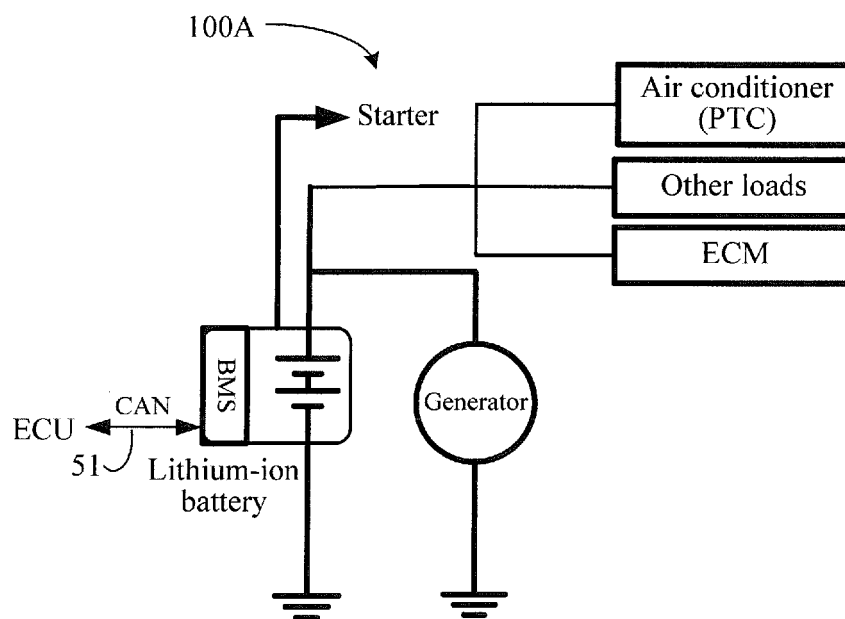 100A
Starter
Air conditioner
(PTC)
Other loads
ECM
BMS
Generator
ECU
CAN
51
Lithium-ion
battery